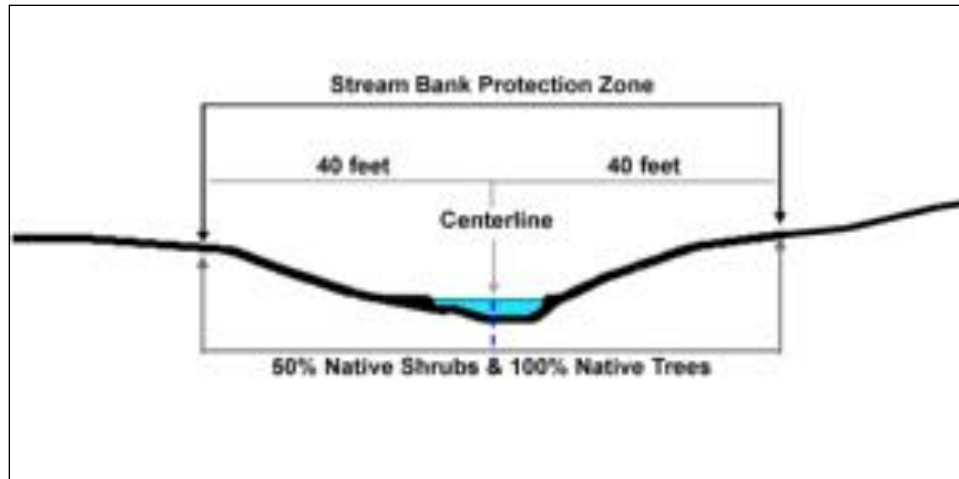 Stream Bank Protection Zone
40 feet
40 feet
Centerline
50% Native Shrubs & 100% Native Trees